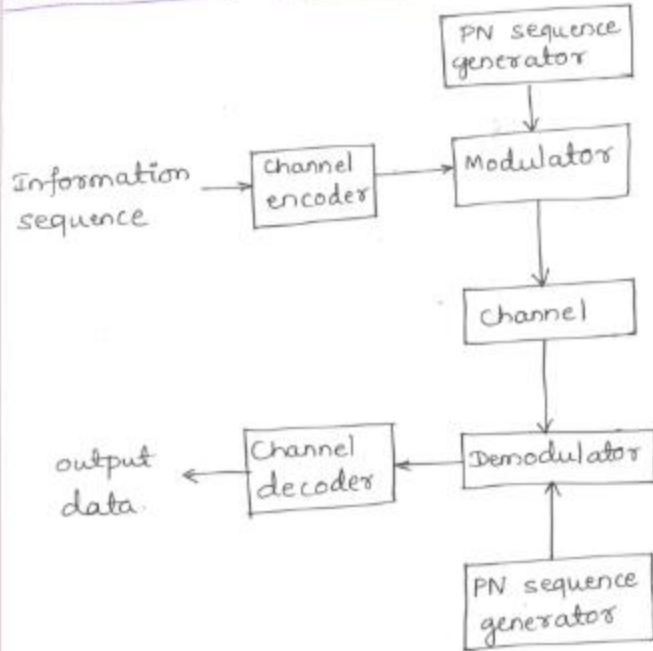 PN sequence
generator
Information
sequence
Channel
encoder
Modulator
Channel
output
data.
Channel
decoder
Demodulator
PN sequence
generator